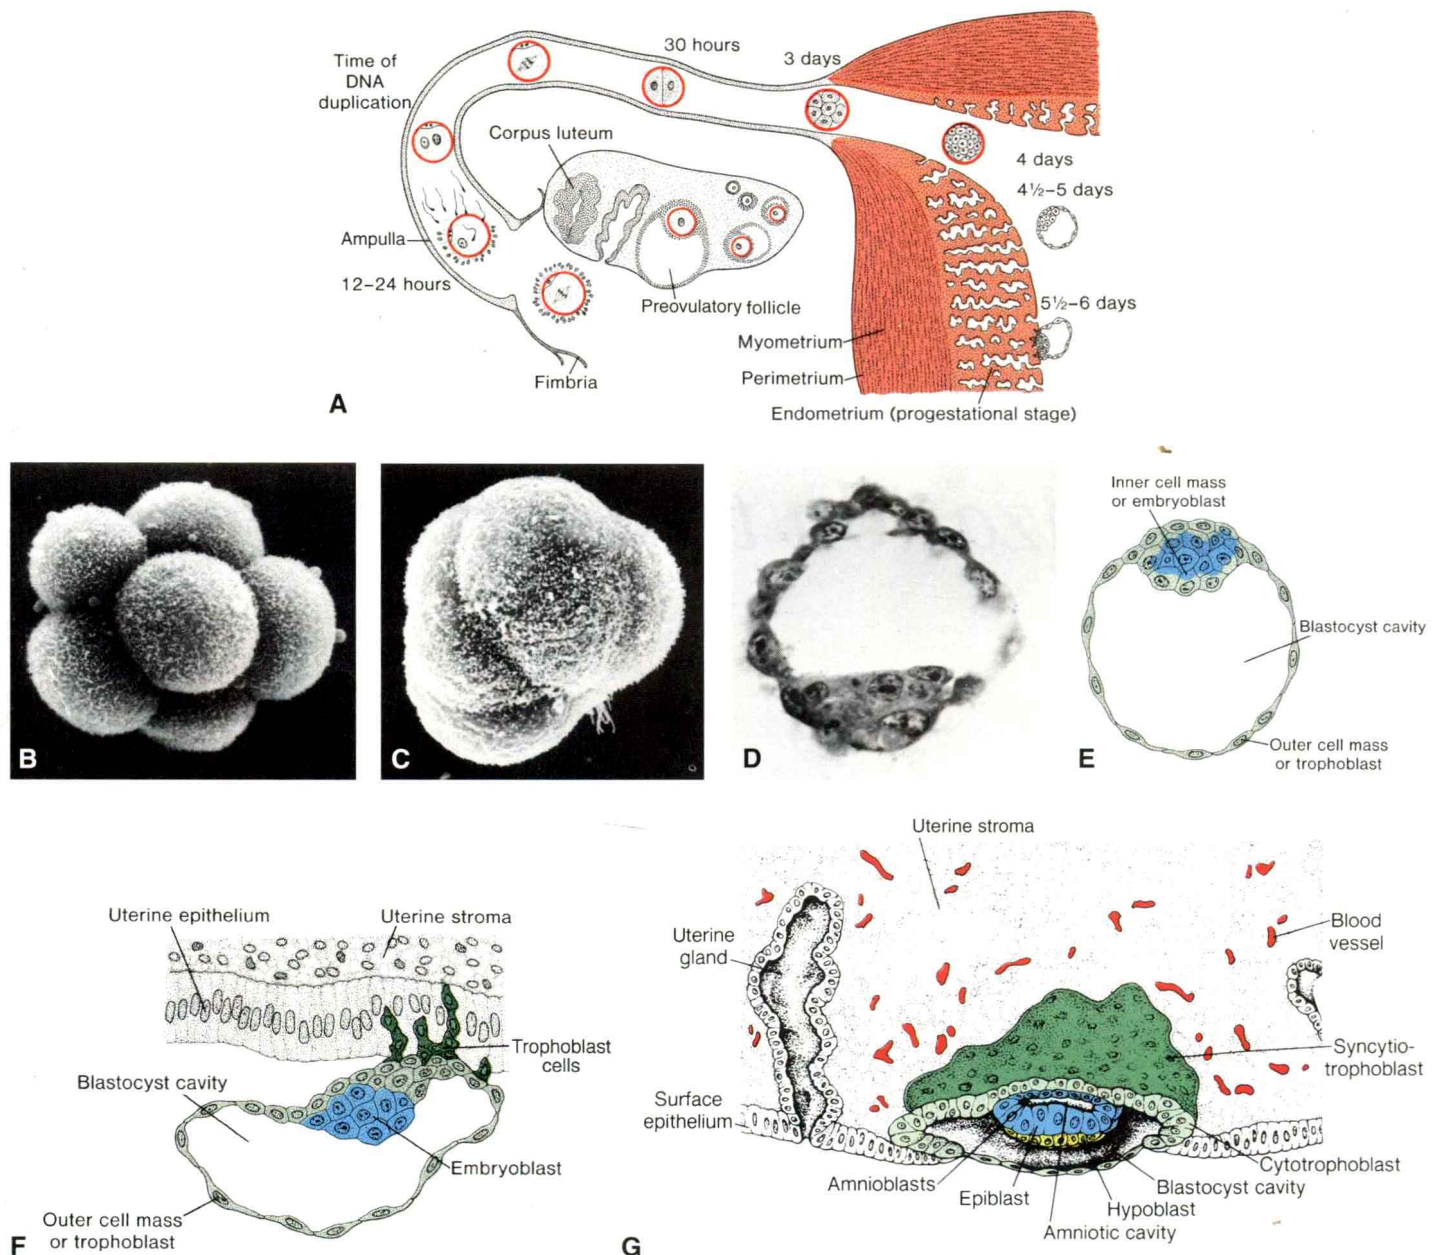 30 hours
3 days
Time of
DNA
duplication
Corpus luteum
4 days
4½–5 days
Ampulla
12–24 hours
Preovulatory follicle
5½–6 days
Myometrium
Perimetrium
Fimbria
Endometrium (progestational stage)
A
B
C
D
Inner cell mass
or embryoblast
Blastocyst cavity
Outer cell mass
or trophoblast
E
Uterine epithelium
Uterine stroma
Trophoblast
cells
Blastocyst cavity
Embryoblast
Outer cell mass
or trophoblast
F
Uterine stroma
Uterine
gland
Blood
vessel
Syncytio-
trophoblast
Surface
epithelium
Cytotrophoblast
Amnioblasts
Epiblast
Blastocyst cavity
Hypoblast
Amniotic cavity
G